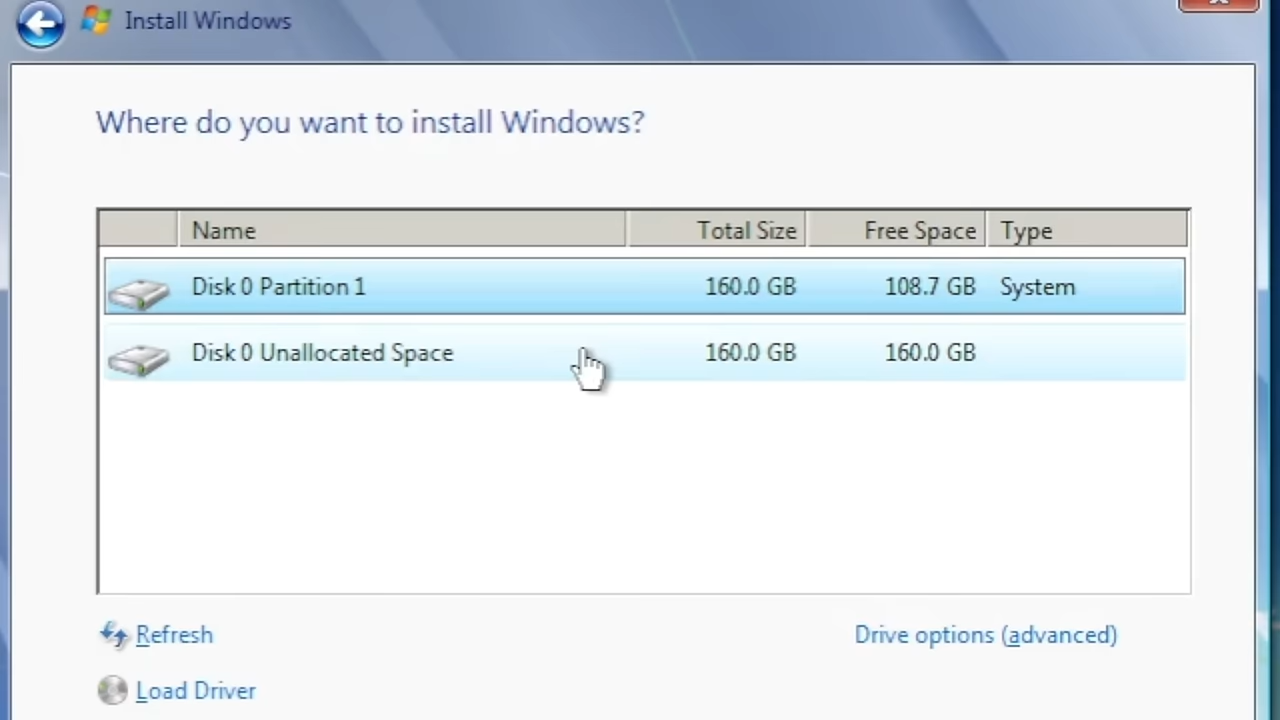 Install Windows
Where do you want to install Windows?
Name Total Size Free Space Type
Disk 0 Partition 1 160.0 GB 108.7 GB System
Disk 0 Unallocated Space 160.0 GB 160.0 GB
Refresh Drive options (advanced)
Load Driver